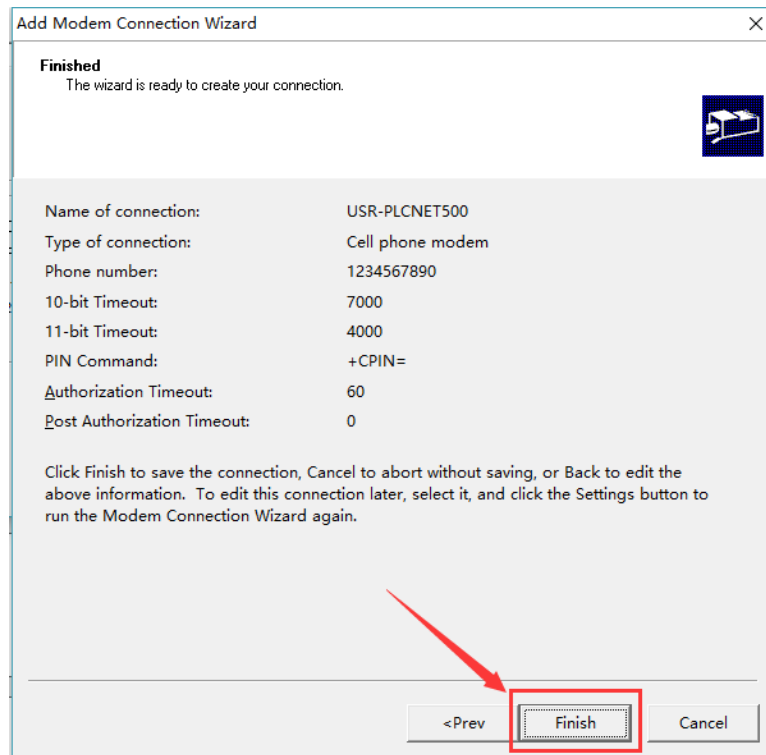 Add Modem Connection Wizard
Finished
The wizard is ready to create your connection.
Name of connection: USR-PLCNET500
Type of connection: Cell phone modem
Phone number: 1234567890
10-bit Timeout: 7000
11-bit Timeout: 4000
PIN Command: +CPIN=
Authorization Timeout: 60
Post Authorization Timeout: 0
Click Finish to save the connection, Cancel to abort without saving, or Back to edit the
above information. To edit this connection later, select it, and click the Settings button to
run the Modem Connection Wizard again.
<Prev Finish Cancel